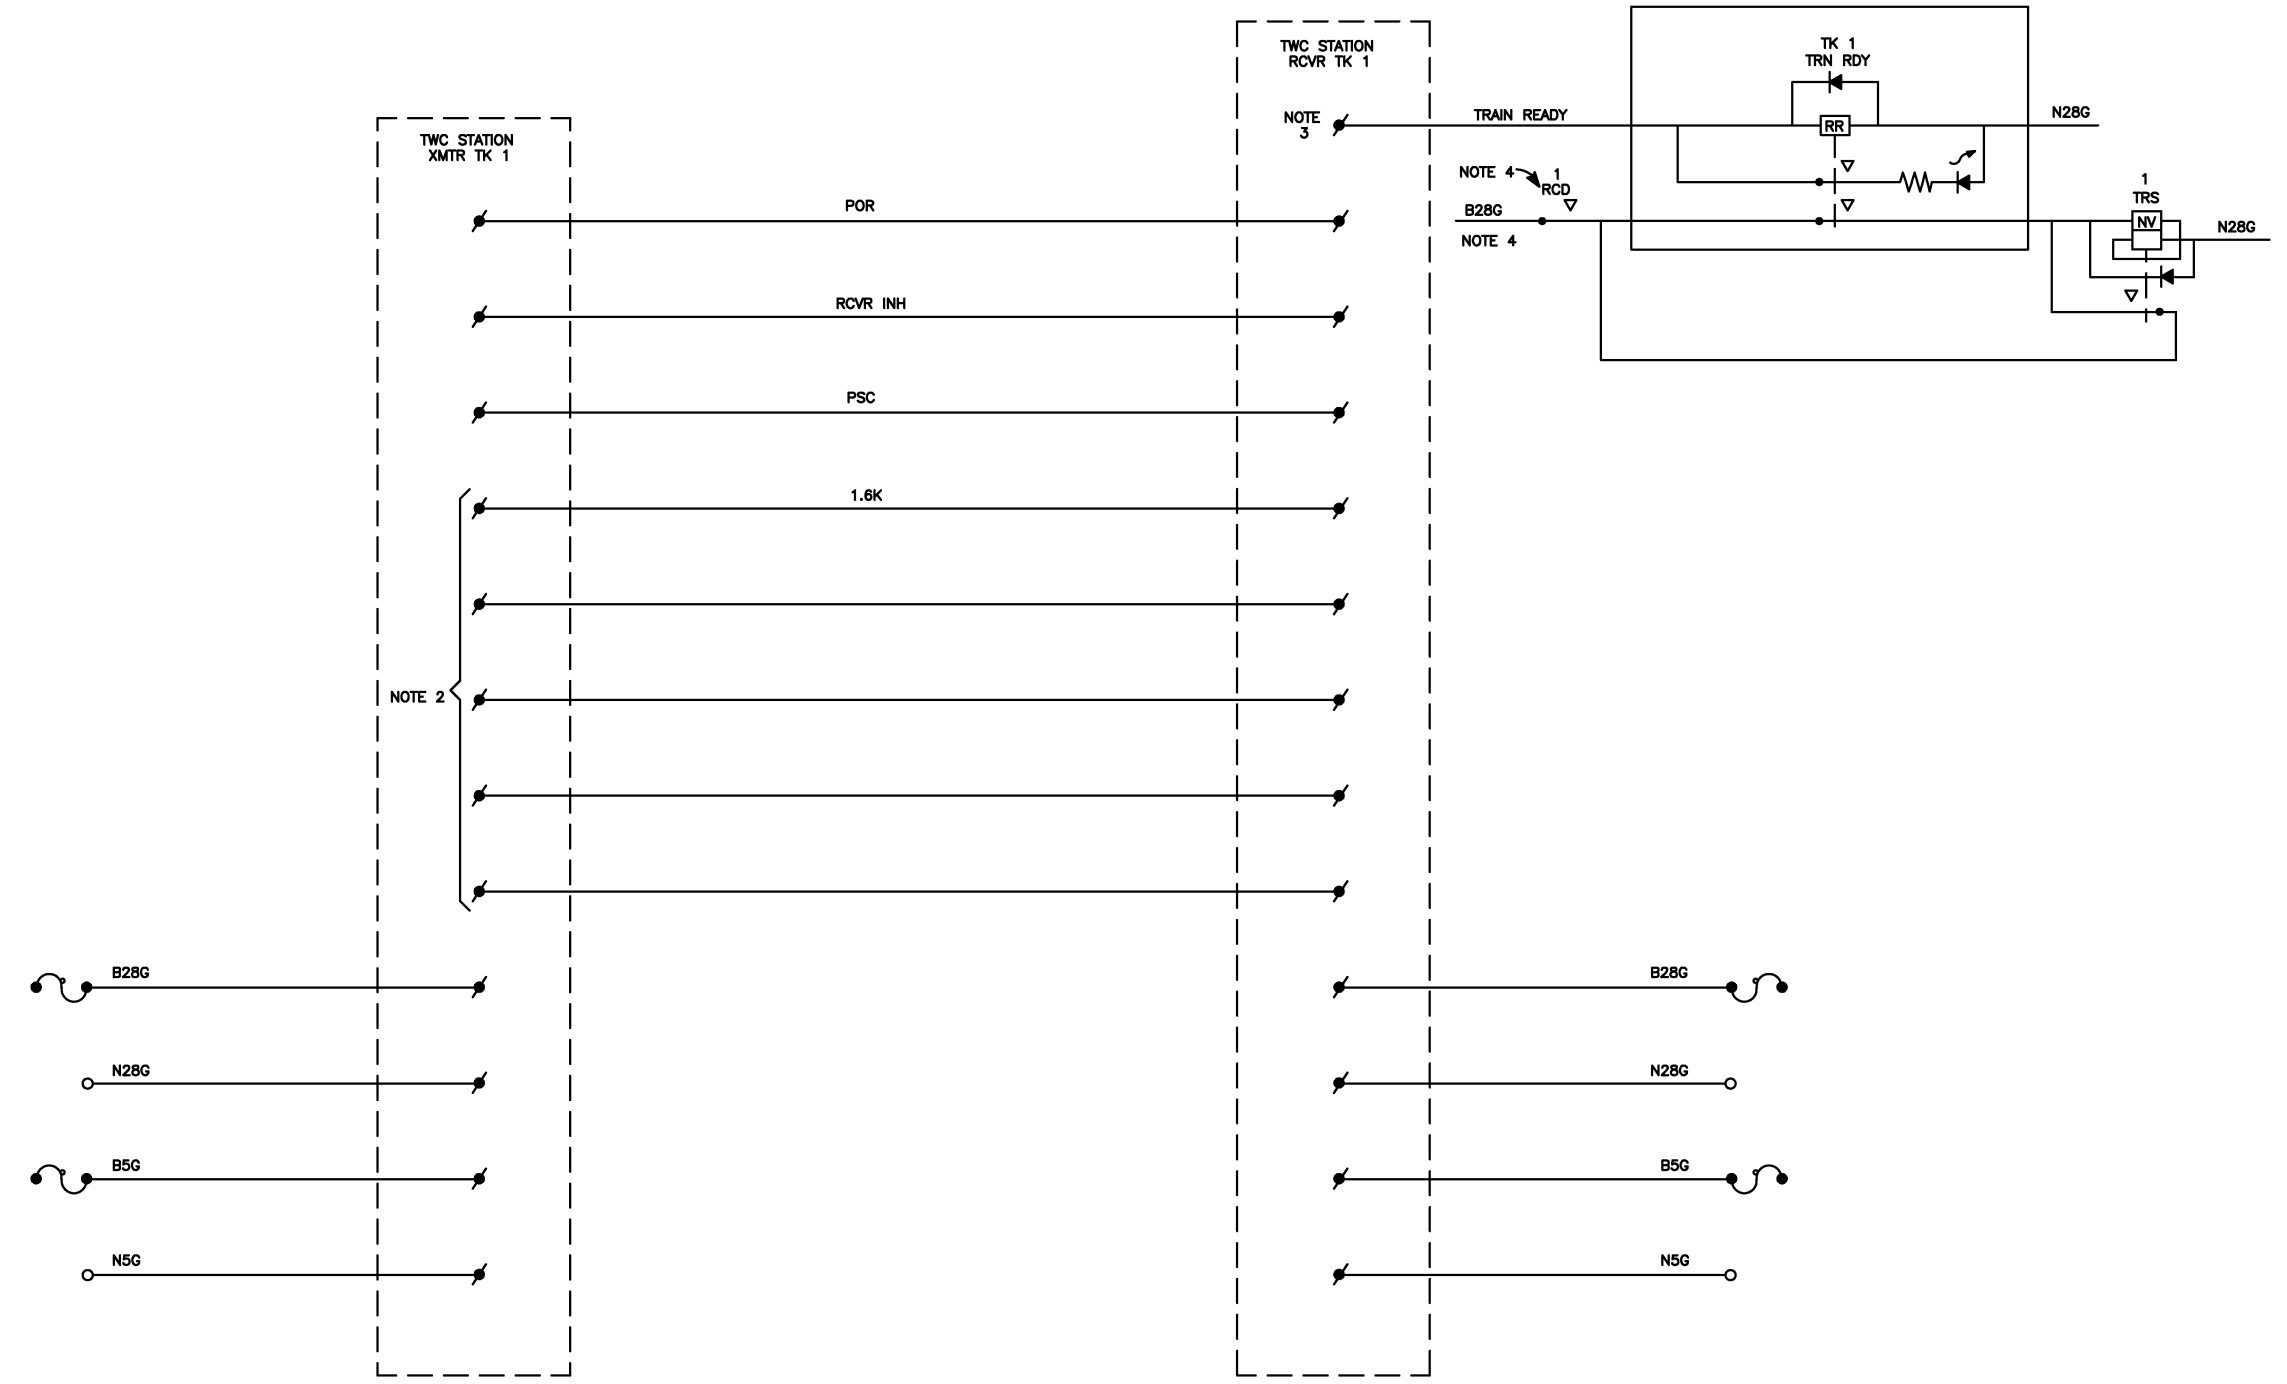 TWC STATION
RCVR TK 1
TK 1
TRN RDY
NOTE
3
TRAIN READY
RR
N28G
TWC STATION
XMTR TK 1
NOTE 4
1
RCD
B28G
NOTE 4
1
TRS
NV
N28G
POR
RCVR INH
PSC
1.6K
NOTE 2
B28G
B28G
N28G
N28G
B5G
B5G
N5G
N5G